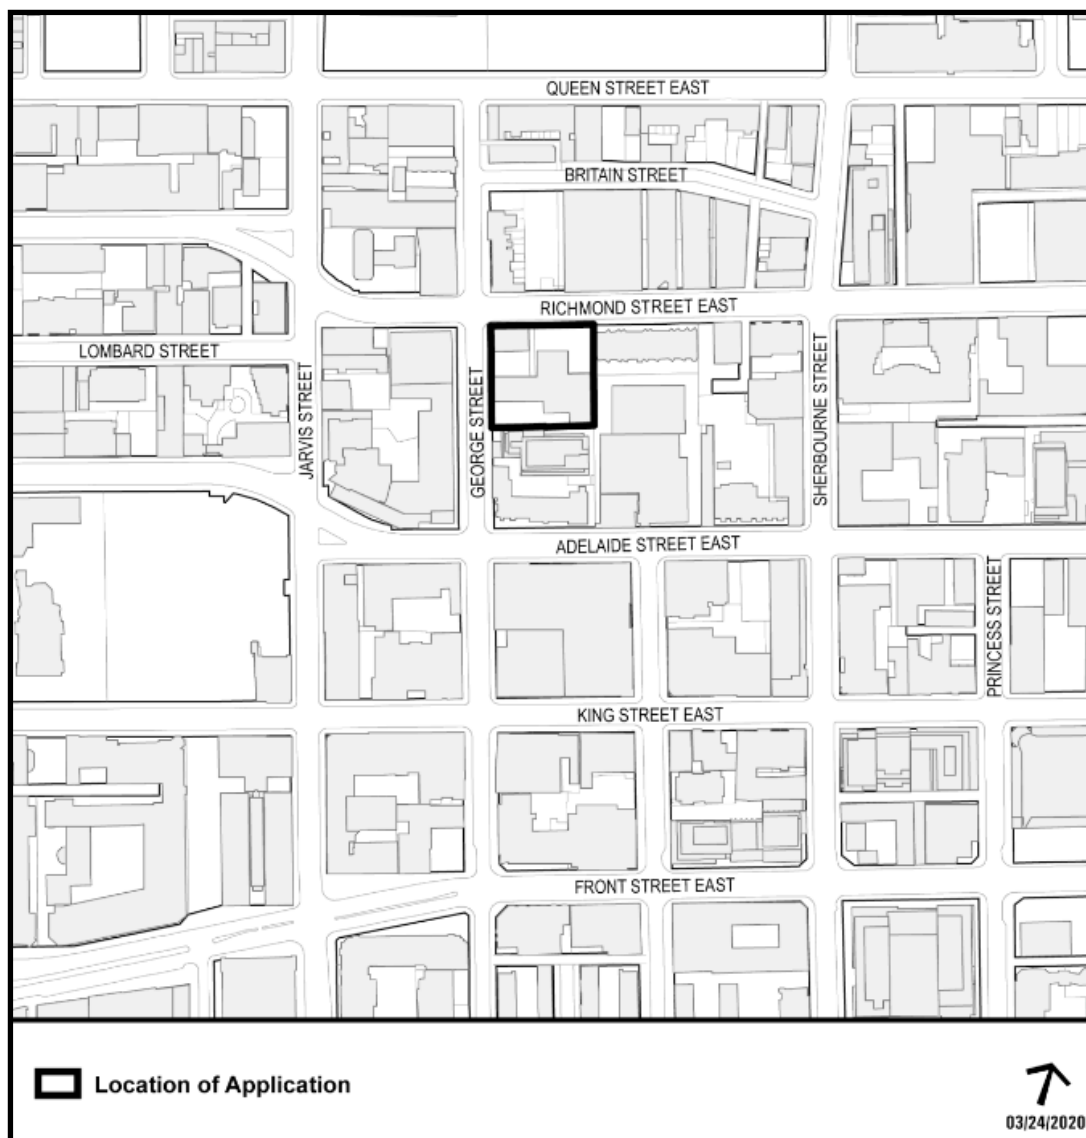 QUEEN STREET EAST
BRITAIN STREET
RICHMOND STREET EAST
LOMBARD STREET
JARVIS STREET
GEORGE STREET
SHERBOURNE STREET
ADELAIDE STREET EAST
PRINCESS STREET
KING STREET EAST
FRONT STREET EAST
Location of Application
03/24/2020